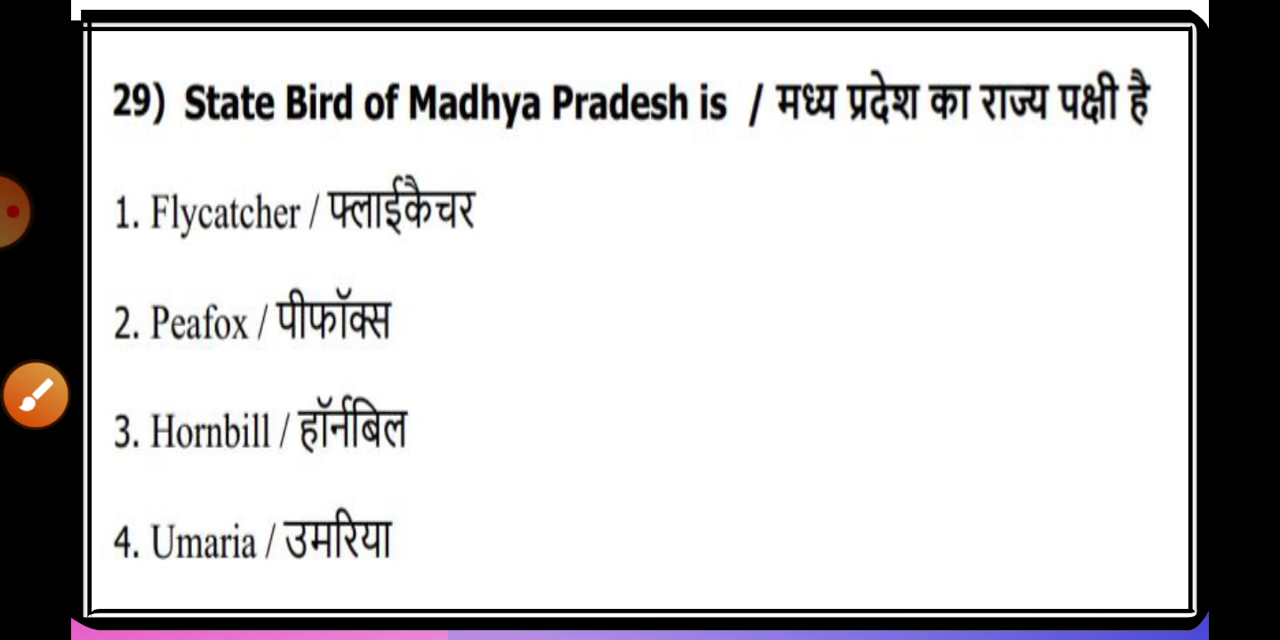 29) State Bird of Madhya Pradesh is / मध्य प्रदेश का राज्य पक्षी है
1. Flycatcher / फ्लाईकैचर
2. Peafox / पीफॉक्स
3. Hornbill / हॉर्नबिल
4. Umaria / उमरिया